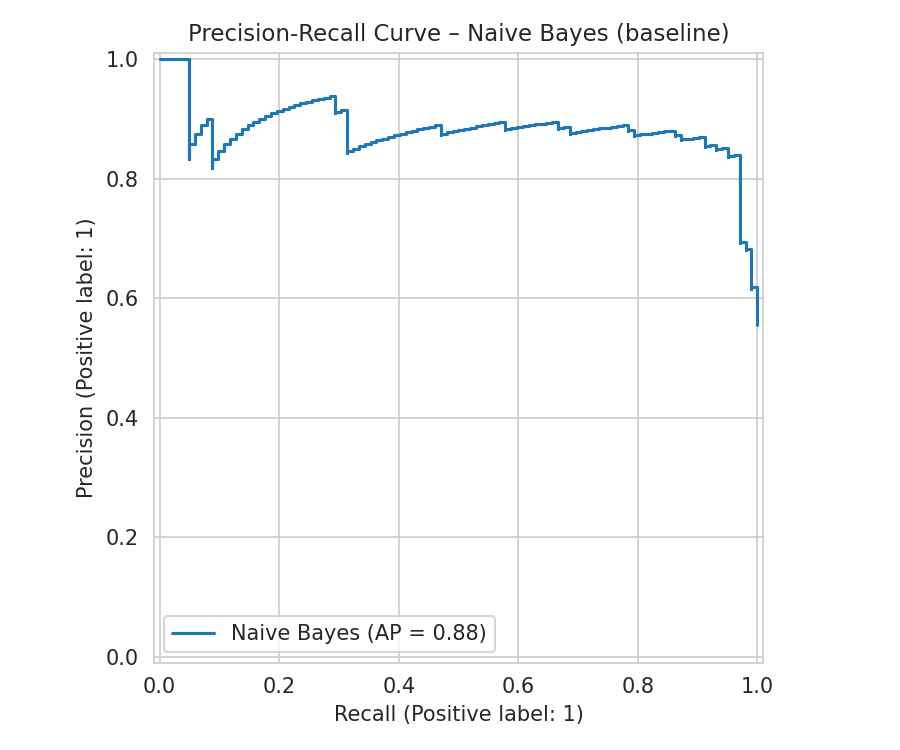 Precision-Recall Curve – Naive Bayes (baseline)
Precision (Positive label: 1)
1.0
0.8
0.6
0.4
0.2
0.0
Naive Bayes (AP = 0.88)
0.0 0.2 0.4 0.6 0.8 1.0
Recall (Positive label: 1)